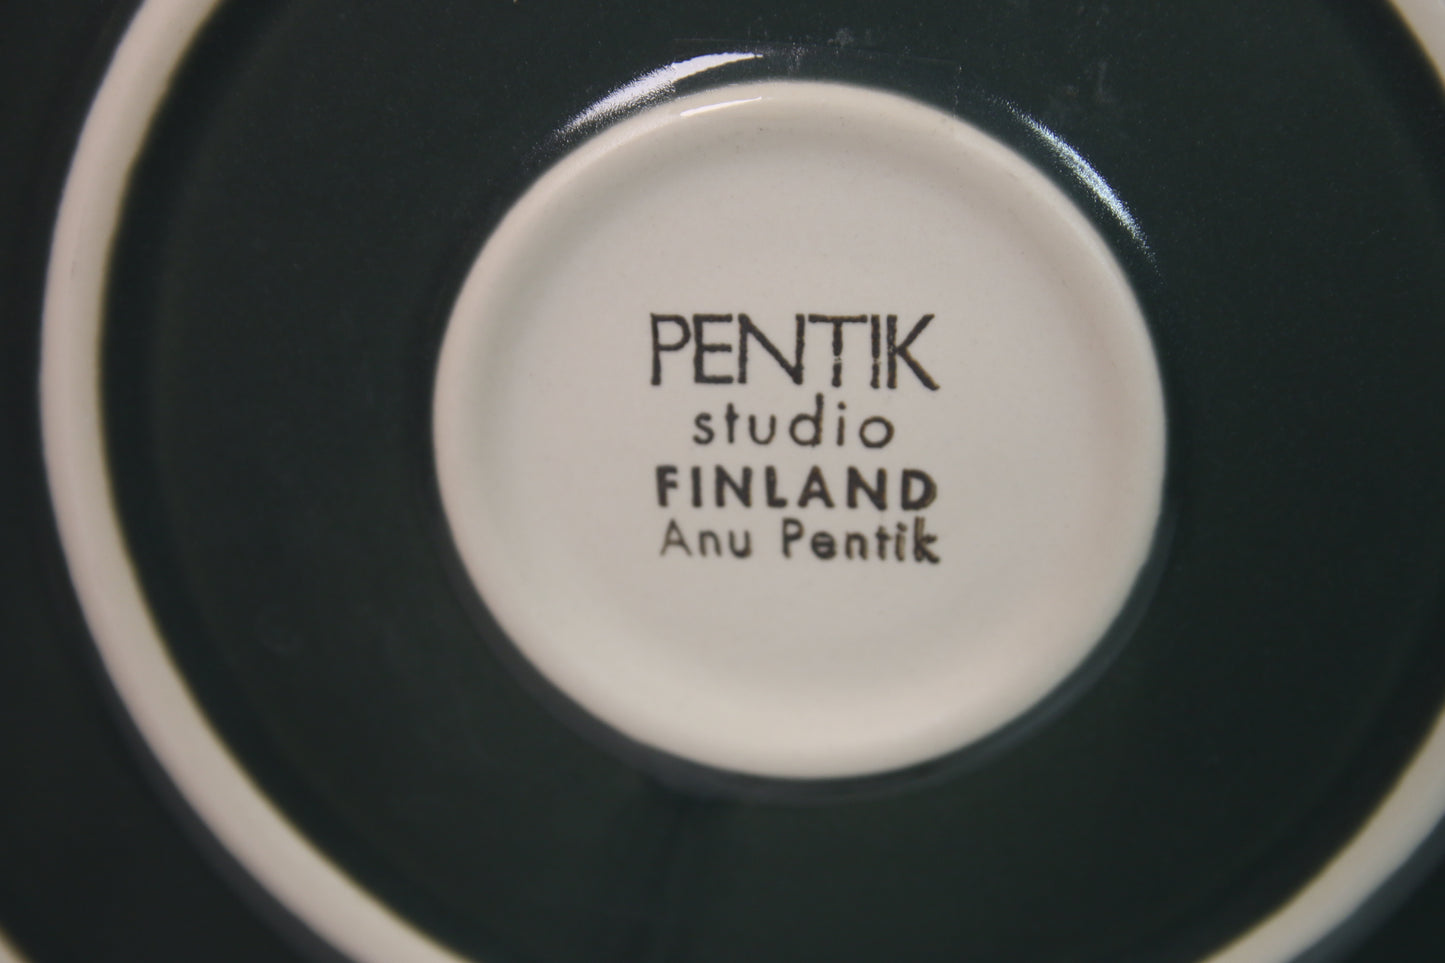 PENTIK
studio
FINLAND
Anu Pentik